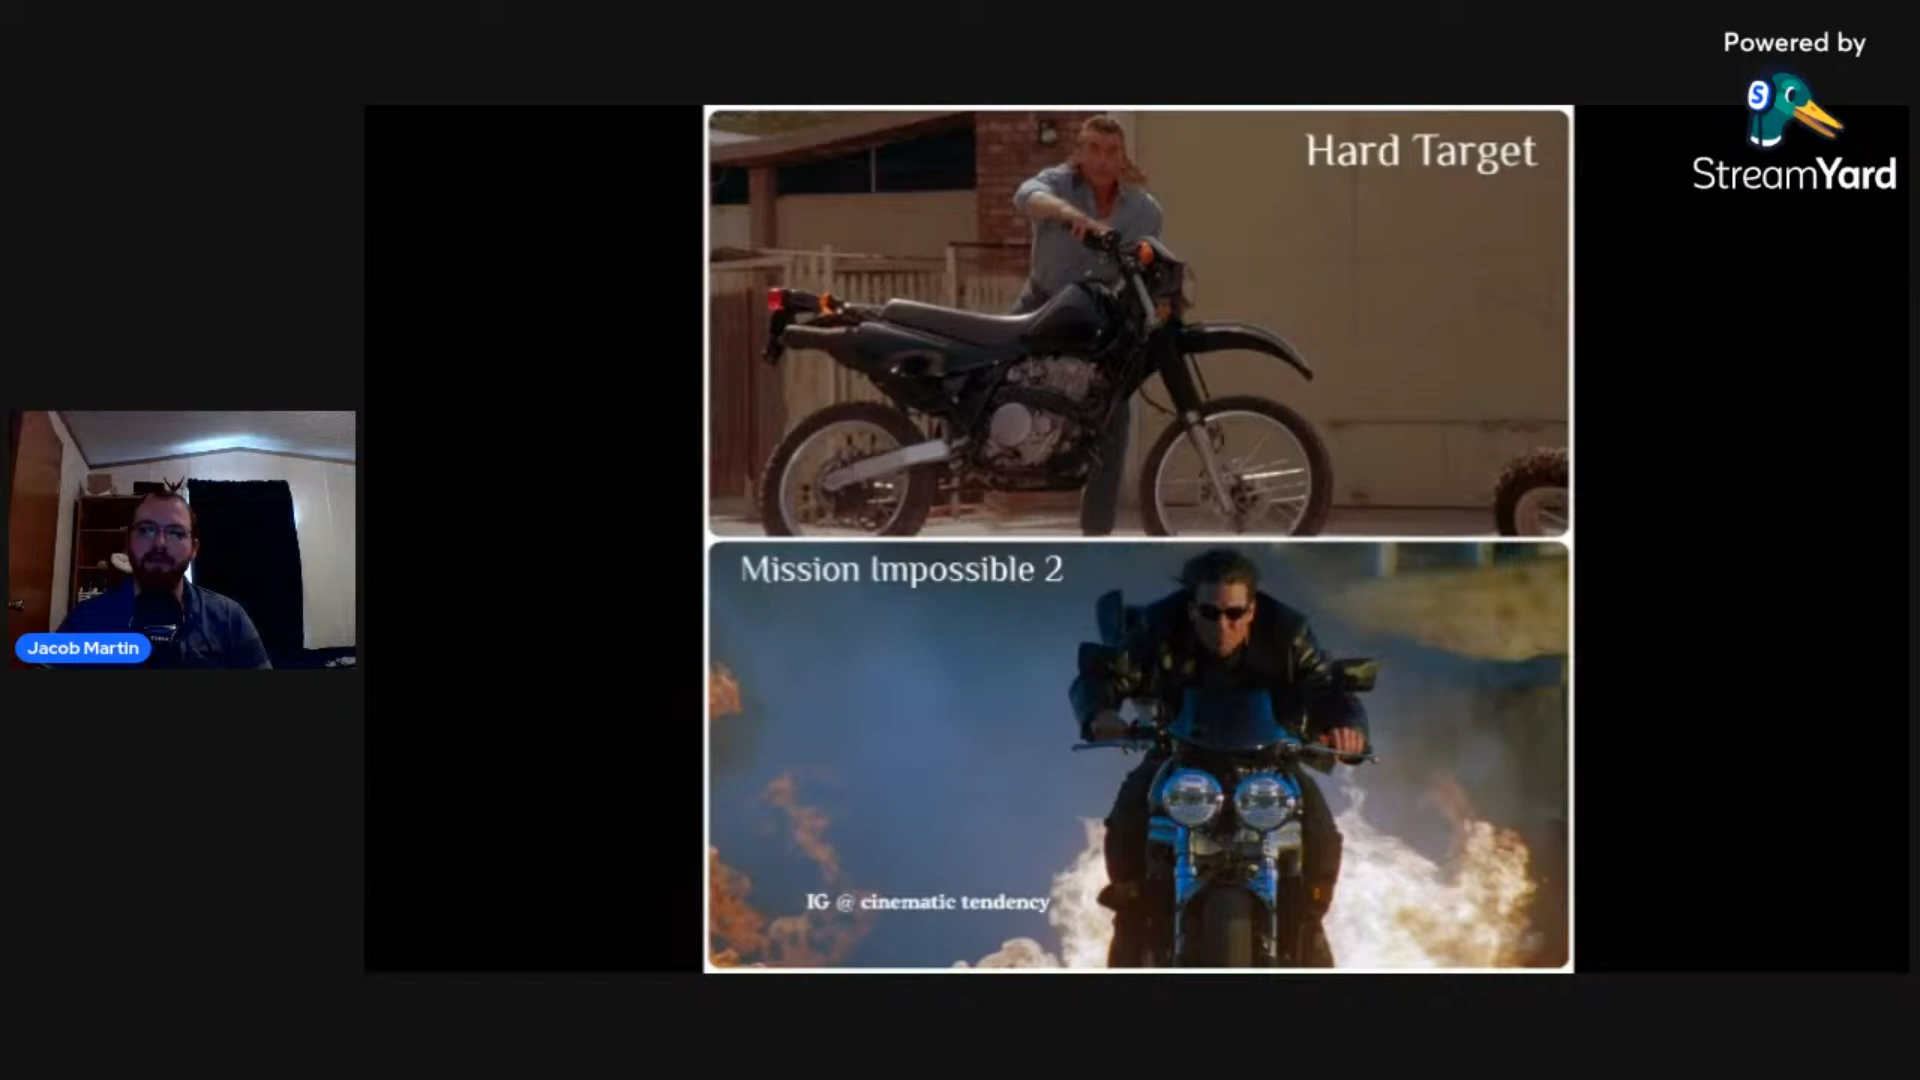 Powered by
S
StreamYard
Hard Target
Mission Impossible 2
IG @ cinematic tendency
Jacob Martin